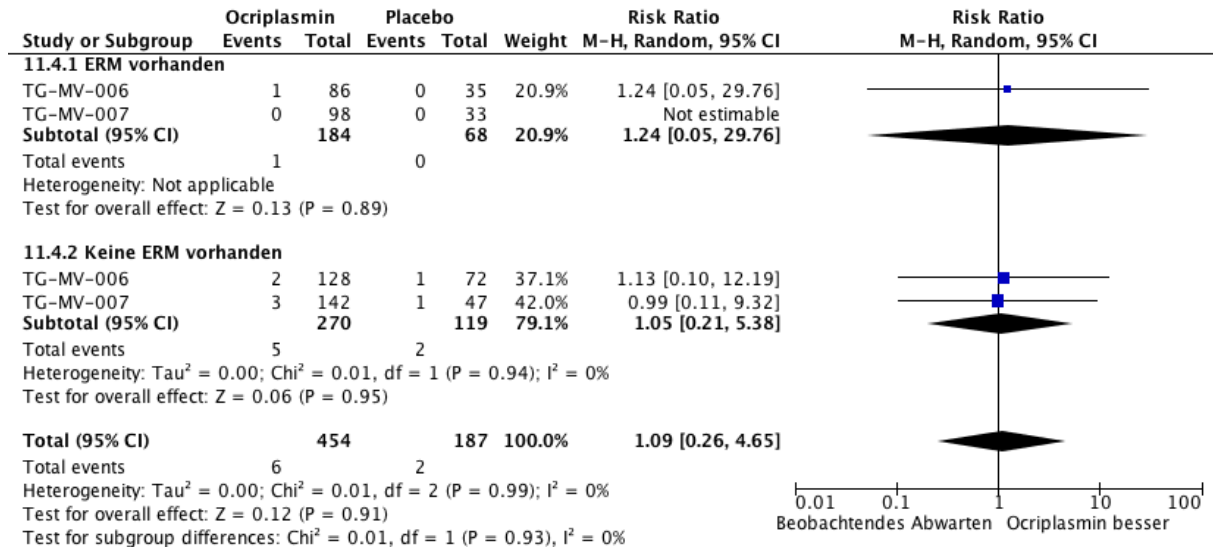 Ocriplasmin Placebo Risk Ratio Risk Ratio
Study or Subgroup Events Total Events Total Weight M-H, Random, 95% CI M-H, Random, 95% CI
11.4.1 ERM vorhanden
TG-MV-006 1 86 0 35 20.9% 1.24 [0.05, 29.76]
TG-MV-007 0 98 0 33 Not estimable
Subtotal (95% CI) 184 68 20.9% 1.24 [0.05, 29.76]
Total events 1 0
Heterogeneity: Not applicable
Test for overall effect: Z = 0.13 (P = 0.89)
11.4.2 Keine ERM vorhanden
TG-MV-006 2 128 1 72 37.1% 1.13 [0.10, 12.19]
TG-MV-007 3 142 1 47 42.0% 0.99 [0.11, 9.32]
Subtotal (95% CI) 270 119 79.1% 1.05 [0.21, 5.38]
Total events 5 2
Heterogeneity: Tau² = 0.00; Chi² = 0.01, df = 1 (P = 0.94); I² = 0%
Test for overall effect: Z = 0.06 (P = 0.95)
Total (95% CI) 454 187 100.0% 1.09 [0.26, 4.65]
Total events 6 2
Heterogeneity: Tau² = 0.00; Chi² = 0.01, df = 2 (P = 0.99); I² = 0%
Test for overall effect: Z = 0.12 (P = 0.91)
Test for subgroup differences: Chi² = 0.01, df = 1 (P = 0.93), I² = 0%
0.01 0.1 1 10 100
Beobachtendes Abwarten Ocriplasmin besser